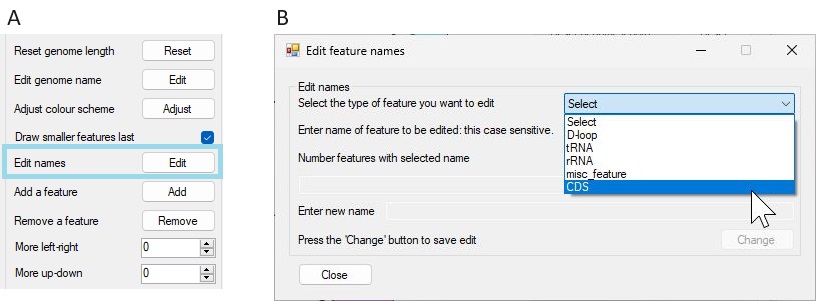 A
Reset genome length Reset
Edit genome name Edit
Adjust colour scheme Adjust
Draw smaller features last
Edit names Edit
Add a feature Add
Remove a feature Remove
More left-right 0
More up-down 0
B
Edit feature names
Edit names
Select the type of feature you want to edit Select
Select
Enter name of feature to be edited: this case sensitive. D-loop
tRNA
Number features with selected name rRNA
misc_feature
CDS
Enter new name
Press the 'Change' button to save edit Change
Close